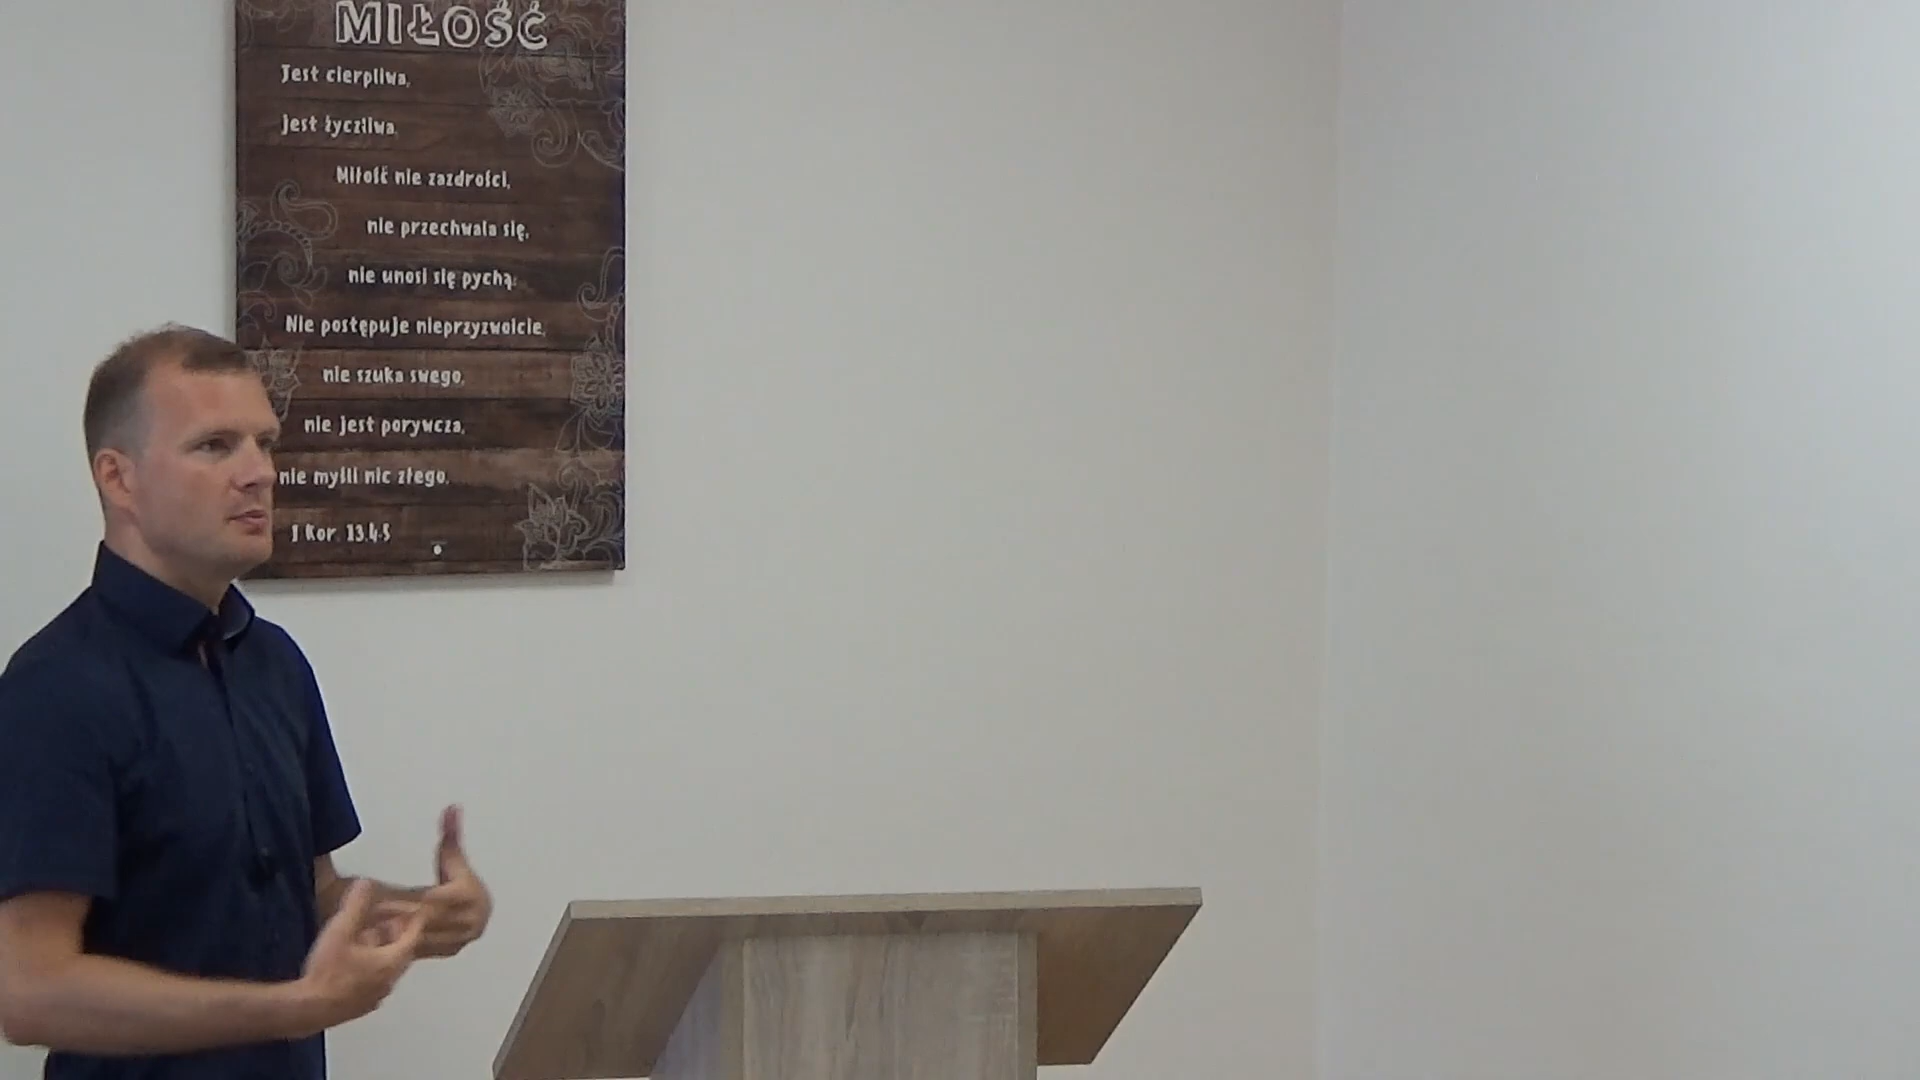 MIŁOŚĆ
Jest cierpliwa,
jest życzliwa.
Miłość nie zazdrości,
nie przechwala się,
nie unosi się pychą;
Nie postępuje nieprzyzwoicie,
nie szuka swego,
nie jest porywcza,
nie myśli nic złego,
I Kor. 13.4-5